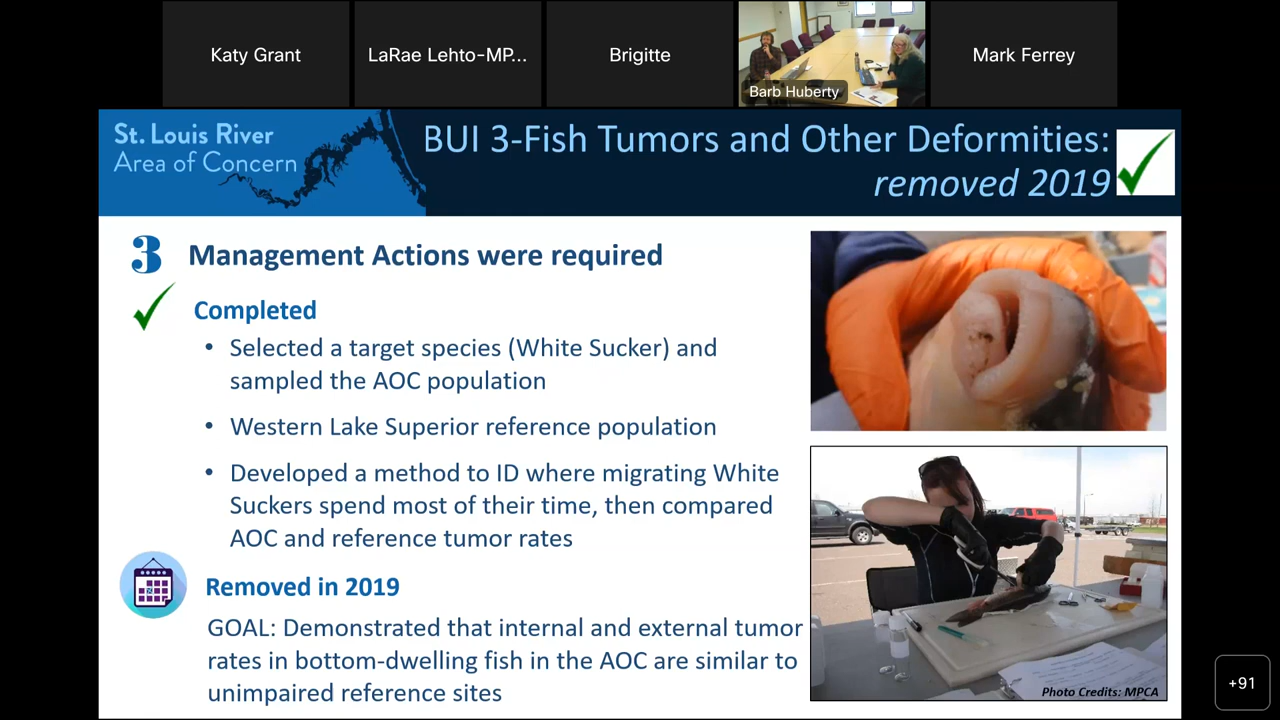 Katy Grant
LaRae Lehto-MP...
Brigitte
Barb Huberty
Mark Ferrey
St. Louis River
Area of Concern
BUI 3-Fish Tumors and Other Deformities:
removed 2019
3 Management Actions were required
Completed
• Selected a target species (White Sucker) and
sampled the AOC population
• Western Lake Superior reference population
• Developed a method to ID where migrating White
Suckers spend most of their time, then compared
AOC and reference tumor rates
Removed in 2019
GOAL: Demonstrated that internal and external tumor
rates in bottom-dwelling fish in the AOC are similar to
unimpaired reference sites
Photo Credits: MPCA
+91